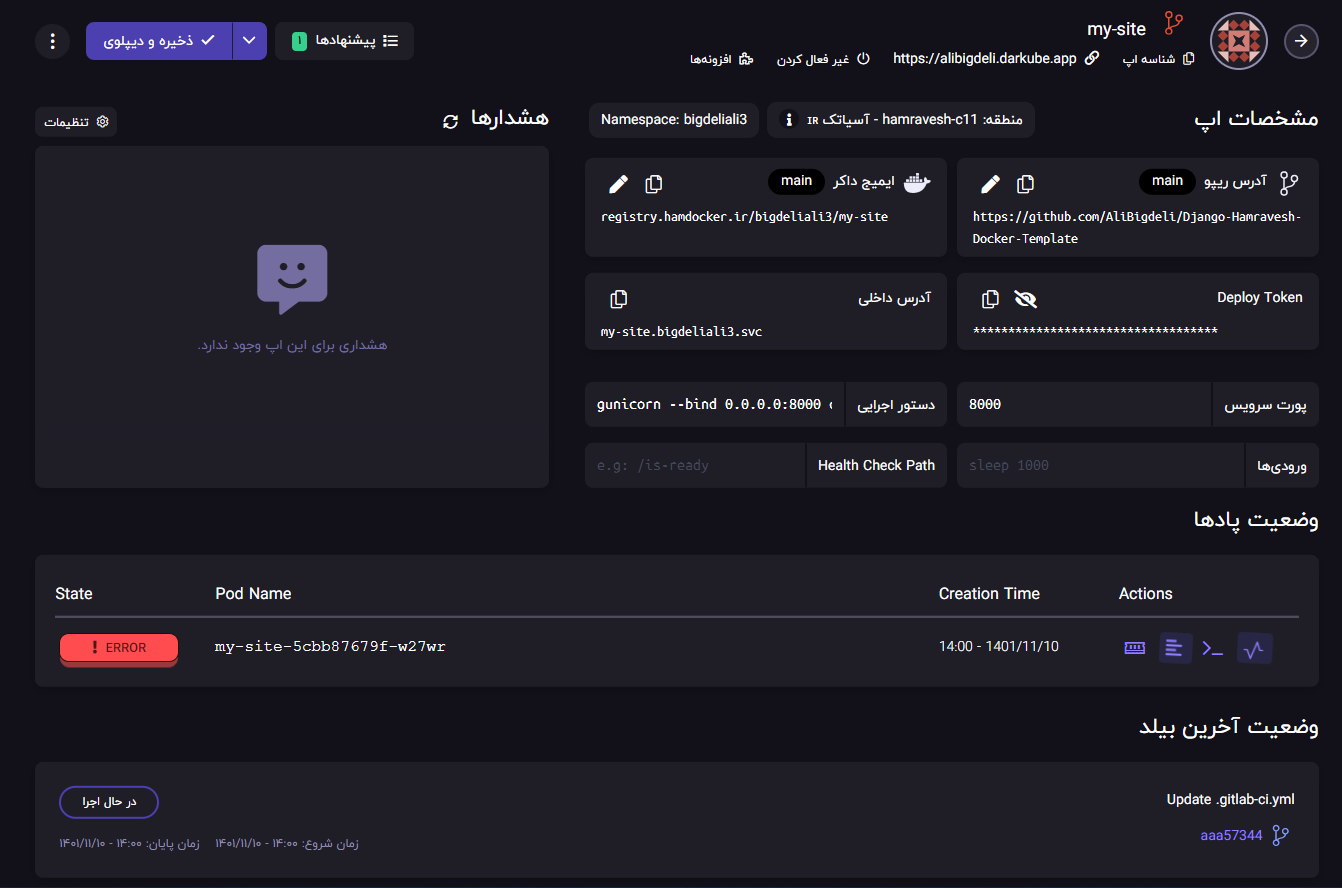 my-site
شناسه اپ
https://alibigdeli.darkube.app
غیر فعال کردن
افزونه‌ها
پیشنهادها ۱
ذخیره و دیپلوی
مشخصات اپ
منطقه: hamravesh-c11 - آسیاتک IR
Namespace: bigdeliali3
آدرس ریپو main
https://github.com/AliBigdeli/Django-Hamravesh-
Docker-Template
ایمیج داکر main
registry.hamdocker.ir/bigdeliali3/my-site
Deploy Token
***********************************
آدرس داخلی
my-site.bigdeliali3.svc
پورت سرویس 8000
دستور اجرایی gunicorn --bind 0.0.0.0:8000
ورودی‌ها sleep 1000
Health Check Path e.g: /is-ready
هشدارها
تنظیمات
هشداری برای این اپ وجود ندارد.
وضعیت پادها
State Pod Name Creation Time Actions
! ERROR my-site-5cbb87679f-w27wr 14:00 - 1401/11/10
وضعیت آخرین بیلد
Update .gitlab-ci.yml
aaa57344
در حال اجرا
زمان شروع: ۱۴:۰۰ - ۱۴۰۱/۱۱/۱۰
زمان پایان: ۱۴:۰۰ - ۱۴۰۱/۱۱/۱۰